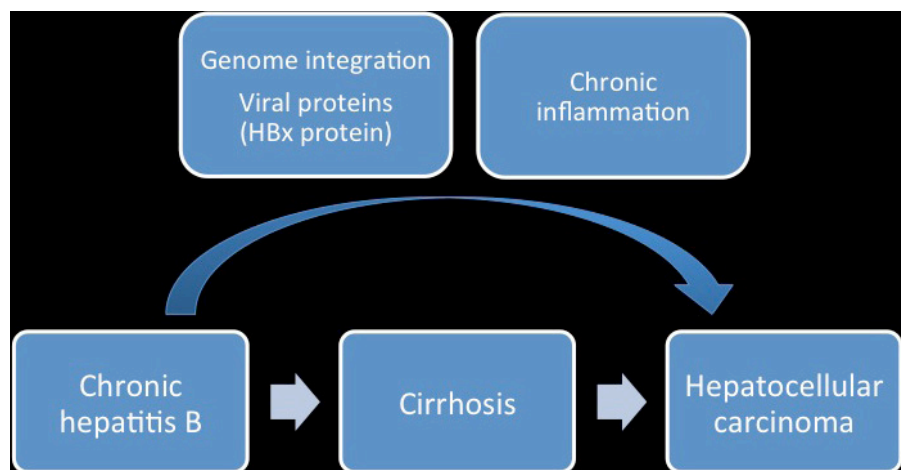 Genome integration
Viral proteins
(HBx protein)
Chronic
inflammation
Chronic
hepatitis B
Cirrhosis
Hepatocellular
carcinoma